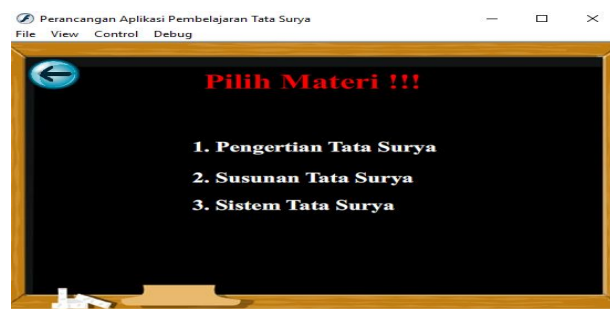 Perancangan Aplikasi Pembelajaran Tata Surya
File View Control Debug
Pilih Materi !!!
1. Pengertian Tata Surya
2. Susunan Tata Surya
3. Sistem Tata Surya